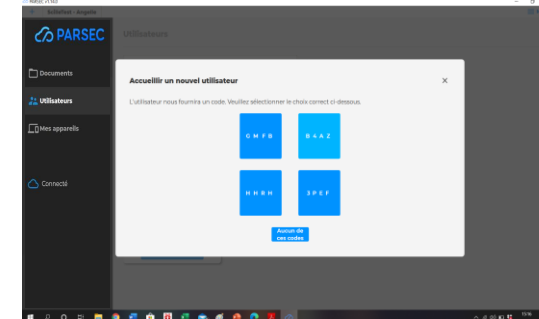 PARSEC
Utilisateurs
Documents
Utilisateurs
Mes appareils
Connecté
Accueillir un nouvel utilisateur
L'utilisateur nous fournira un code. Veuillez sélectionner le choix correct ci-dessous.
G M F B
B 4 A Z
H H R H
3 P E F
Aucun de
ces codes